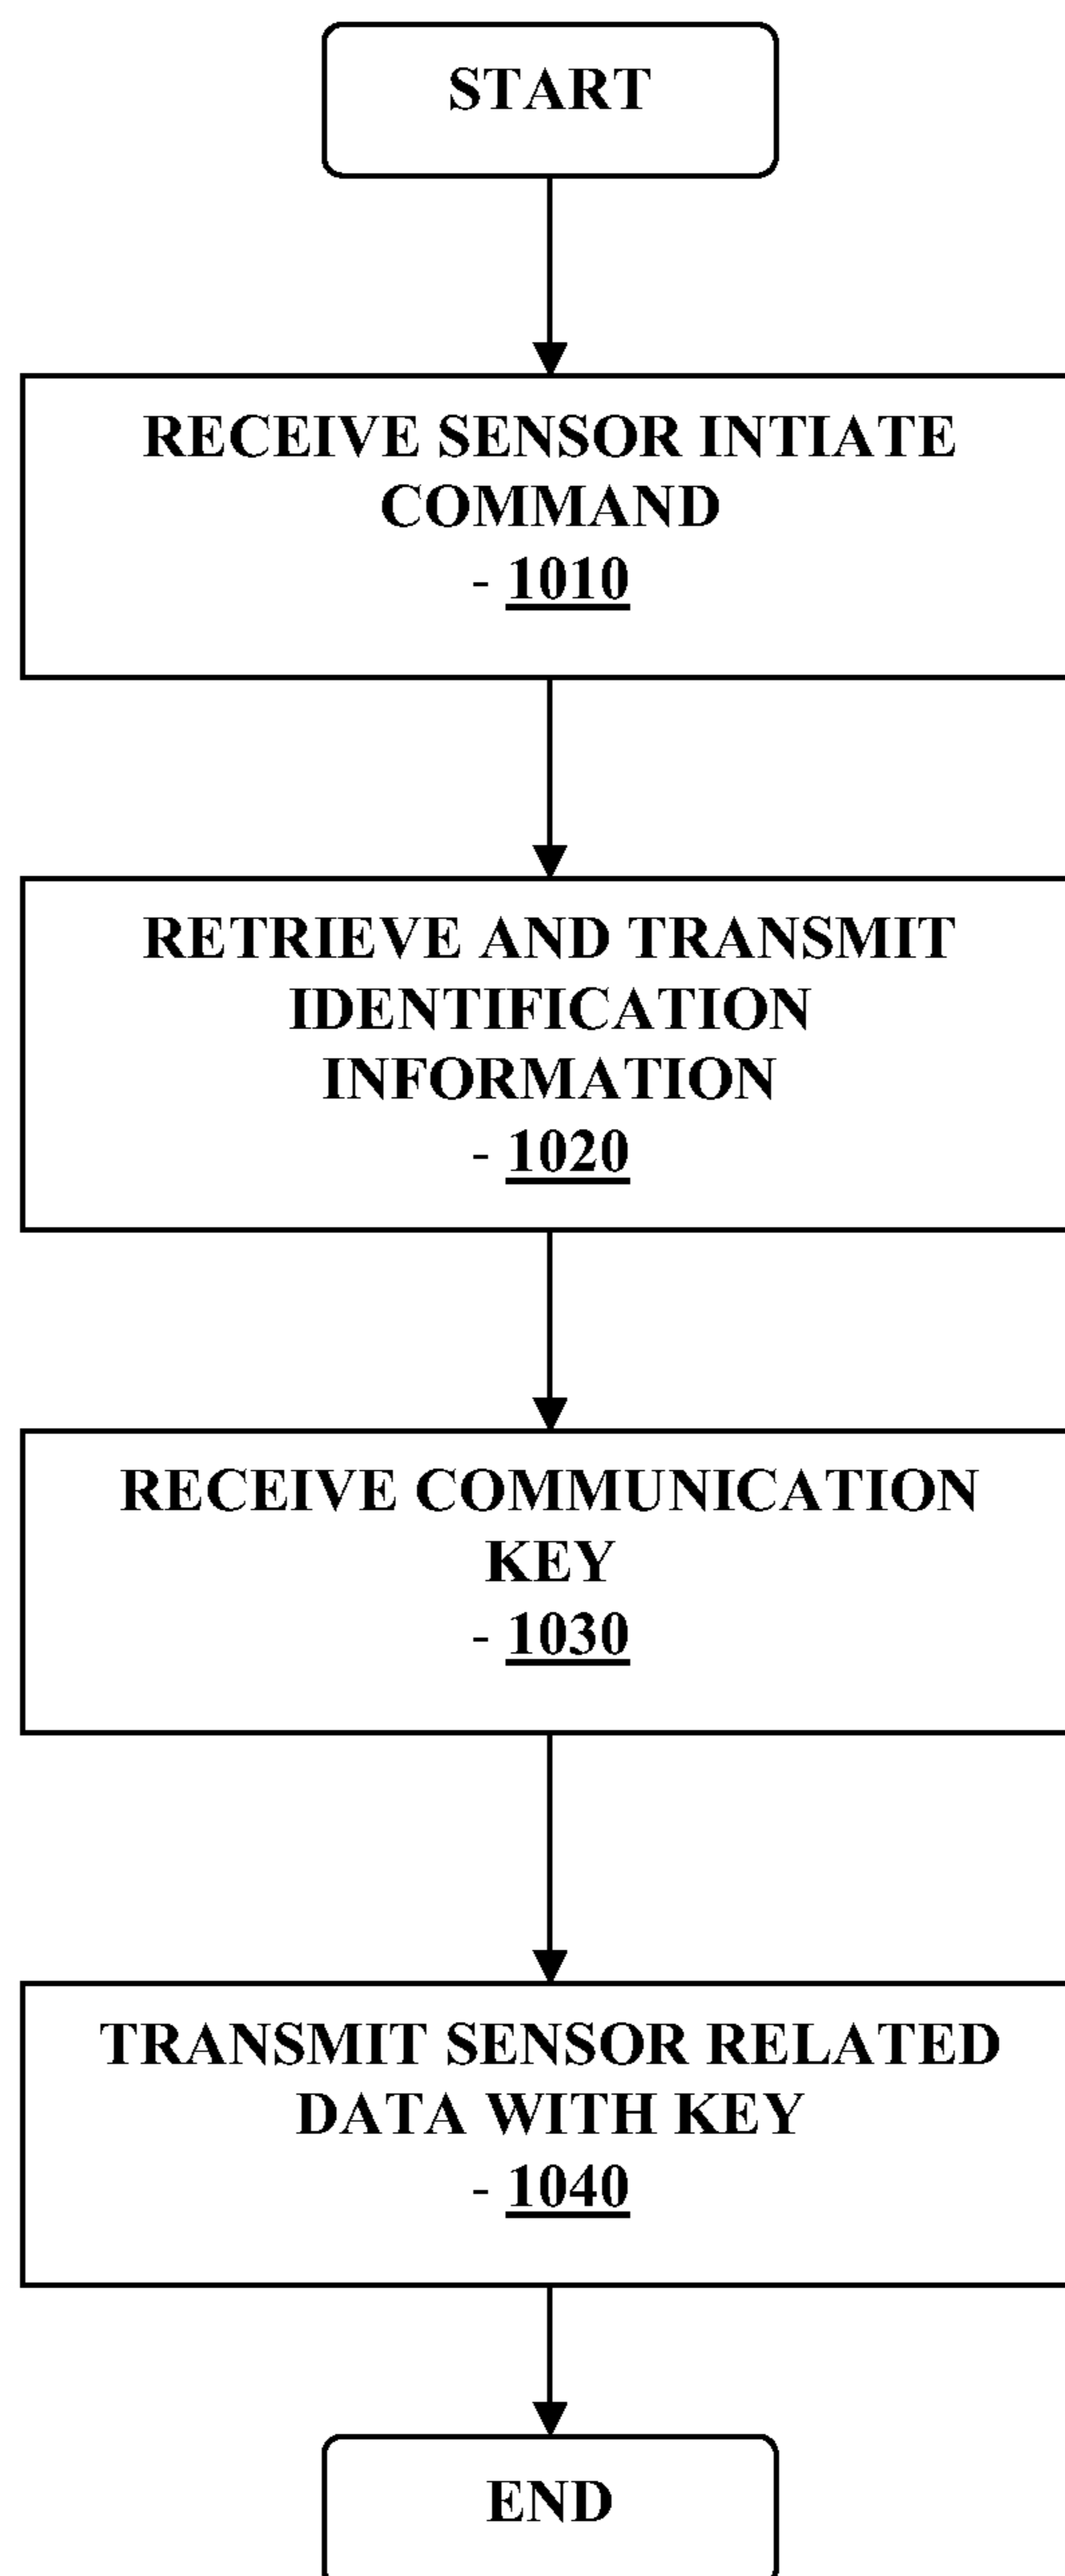 START
RECEIVE SENSOR INTIATE
COMMAND
- 1010
RETRIEVE AND TRANSMIT
IDENTIFICATION
INFORMATION
- 1020
RECEIVE COMMUNICATION
KEY
- 1030
TRANSMIT SENSOR RELATED
DATA WITH KEY
- 1040
END